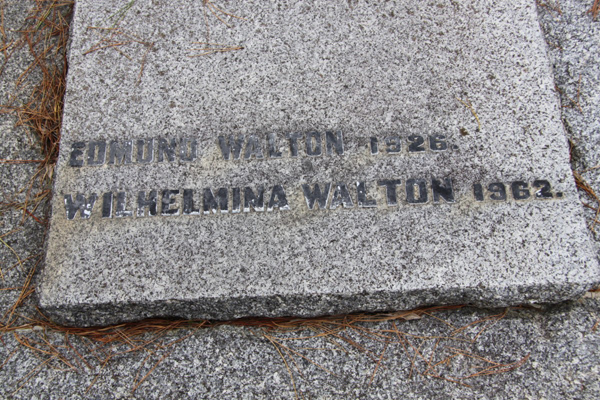 EDMUND WALTON 1926.
WILHELMINA WALTON 1962.